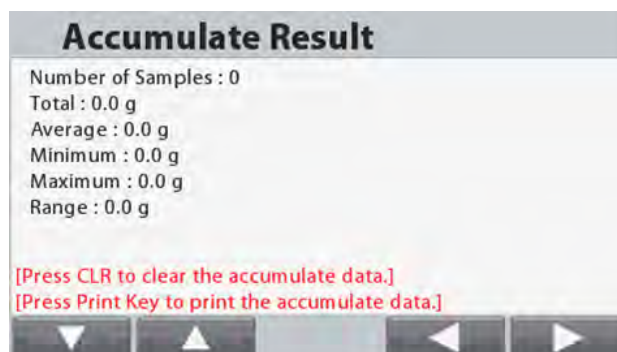 Accumulate Result
Number of Samples : 0
Total : 0.0 g
Average : 0.0 g
Minimum : 0.0 g
Maximum : 0.0 g
Range : 0.0 g
[Press CLR to clear the accumulate data.]
[Press Print Key to print the accumulate data.]